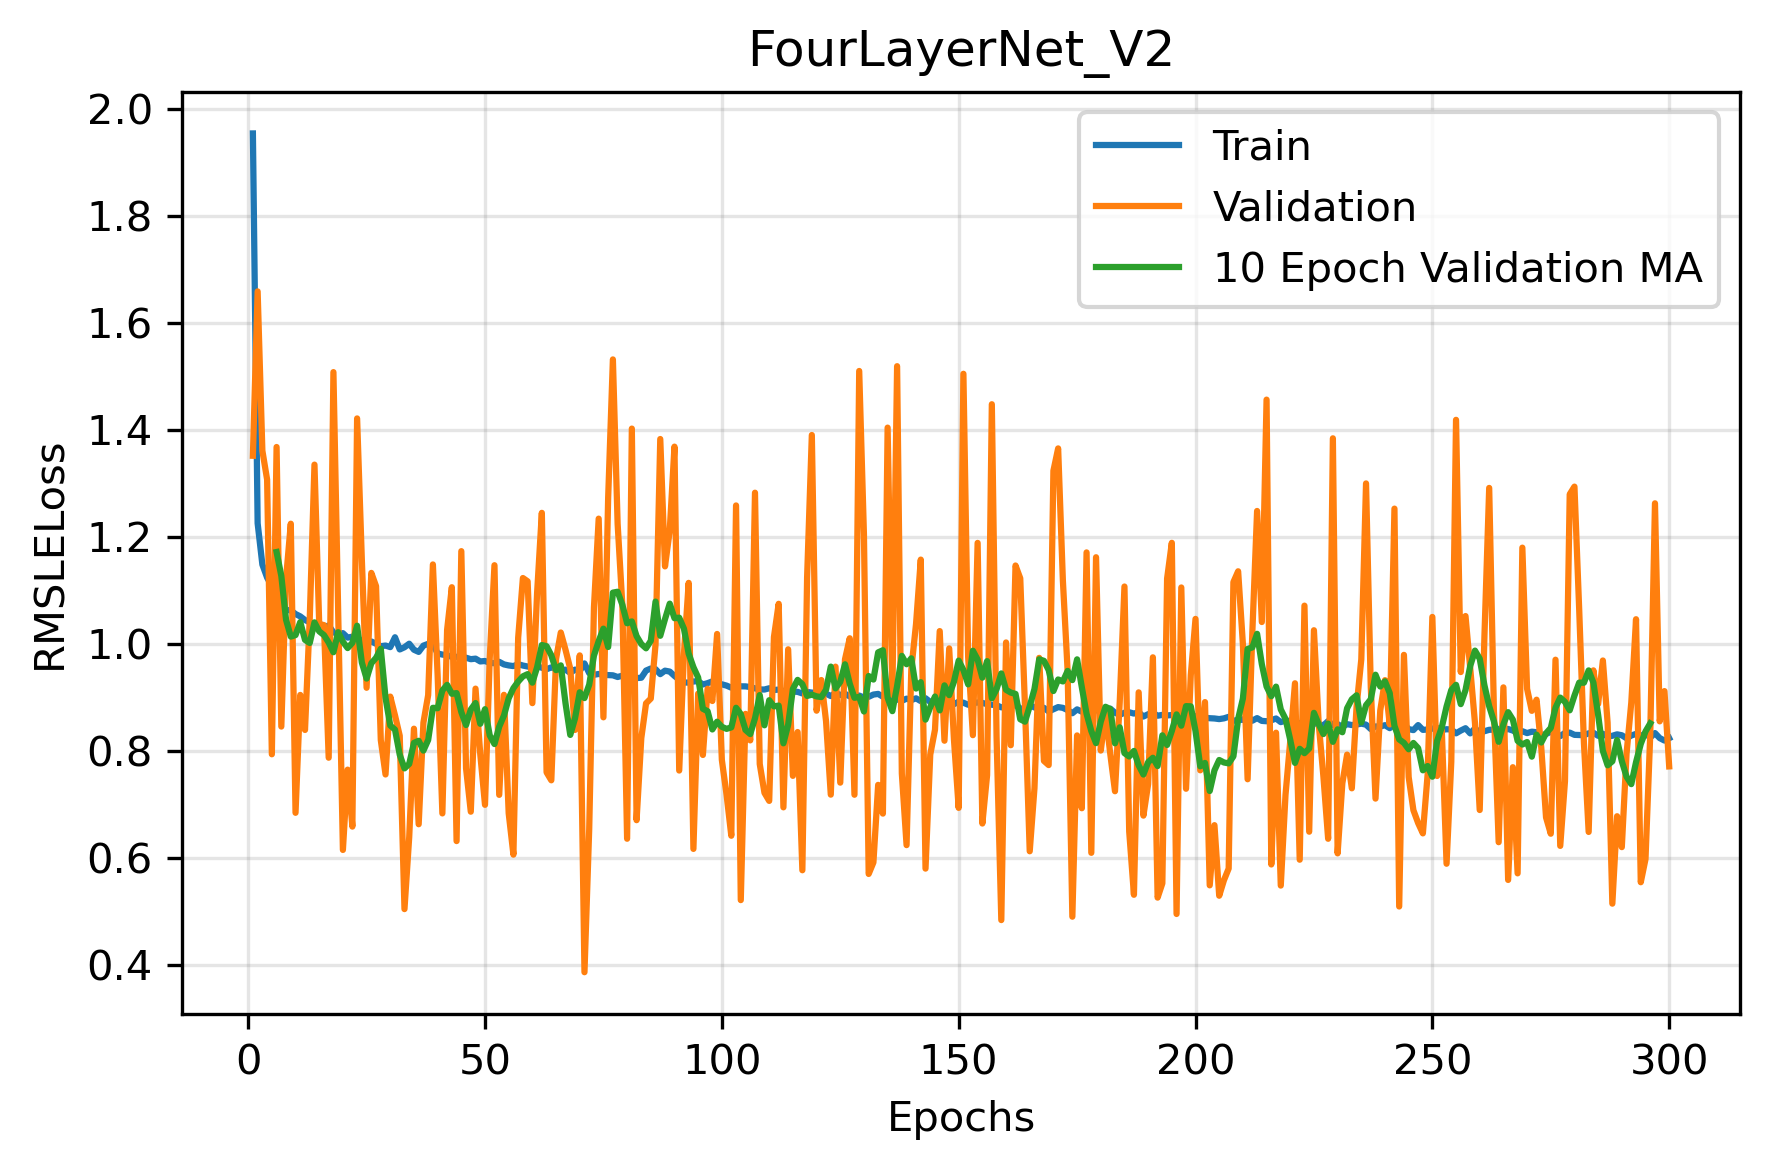 FourLayerNet_V2
2.0
1.8
1.6
1.4
1.2
1.0
0.8
0.6
0.4
RMSLELoss
Train
Validation
10 Epoch Validation MA
0 50 100 150 200 250 300
Epochs